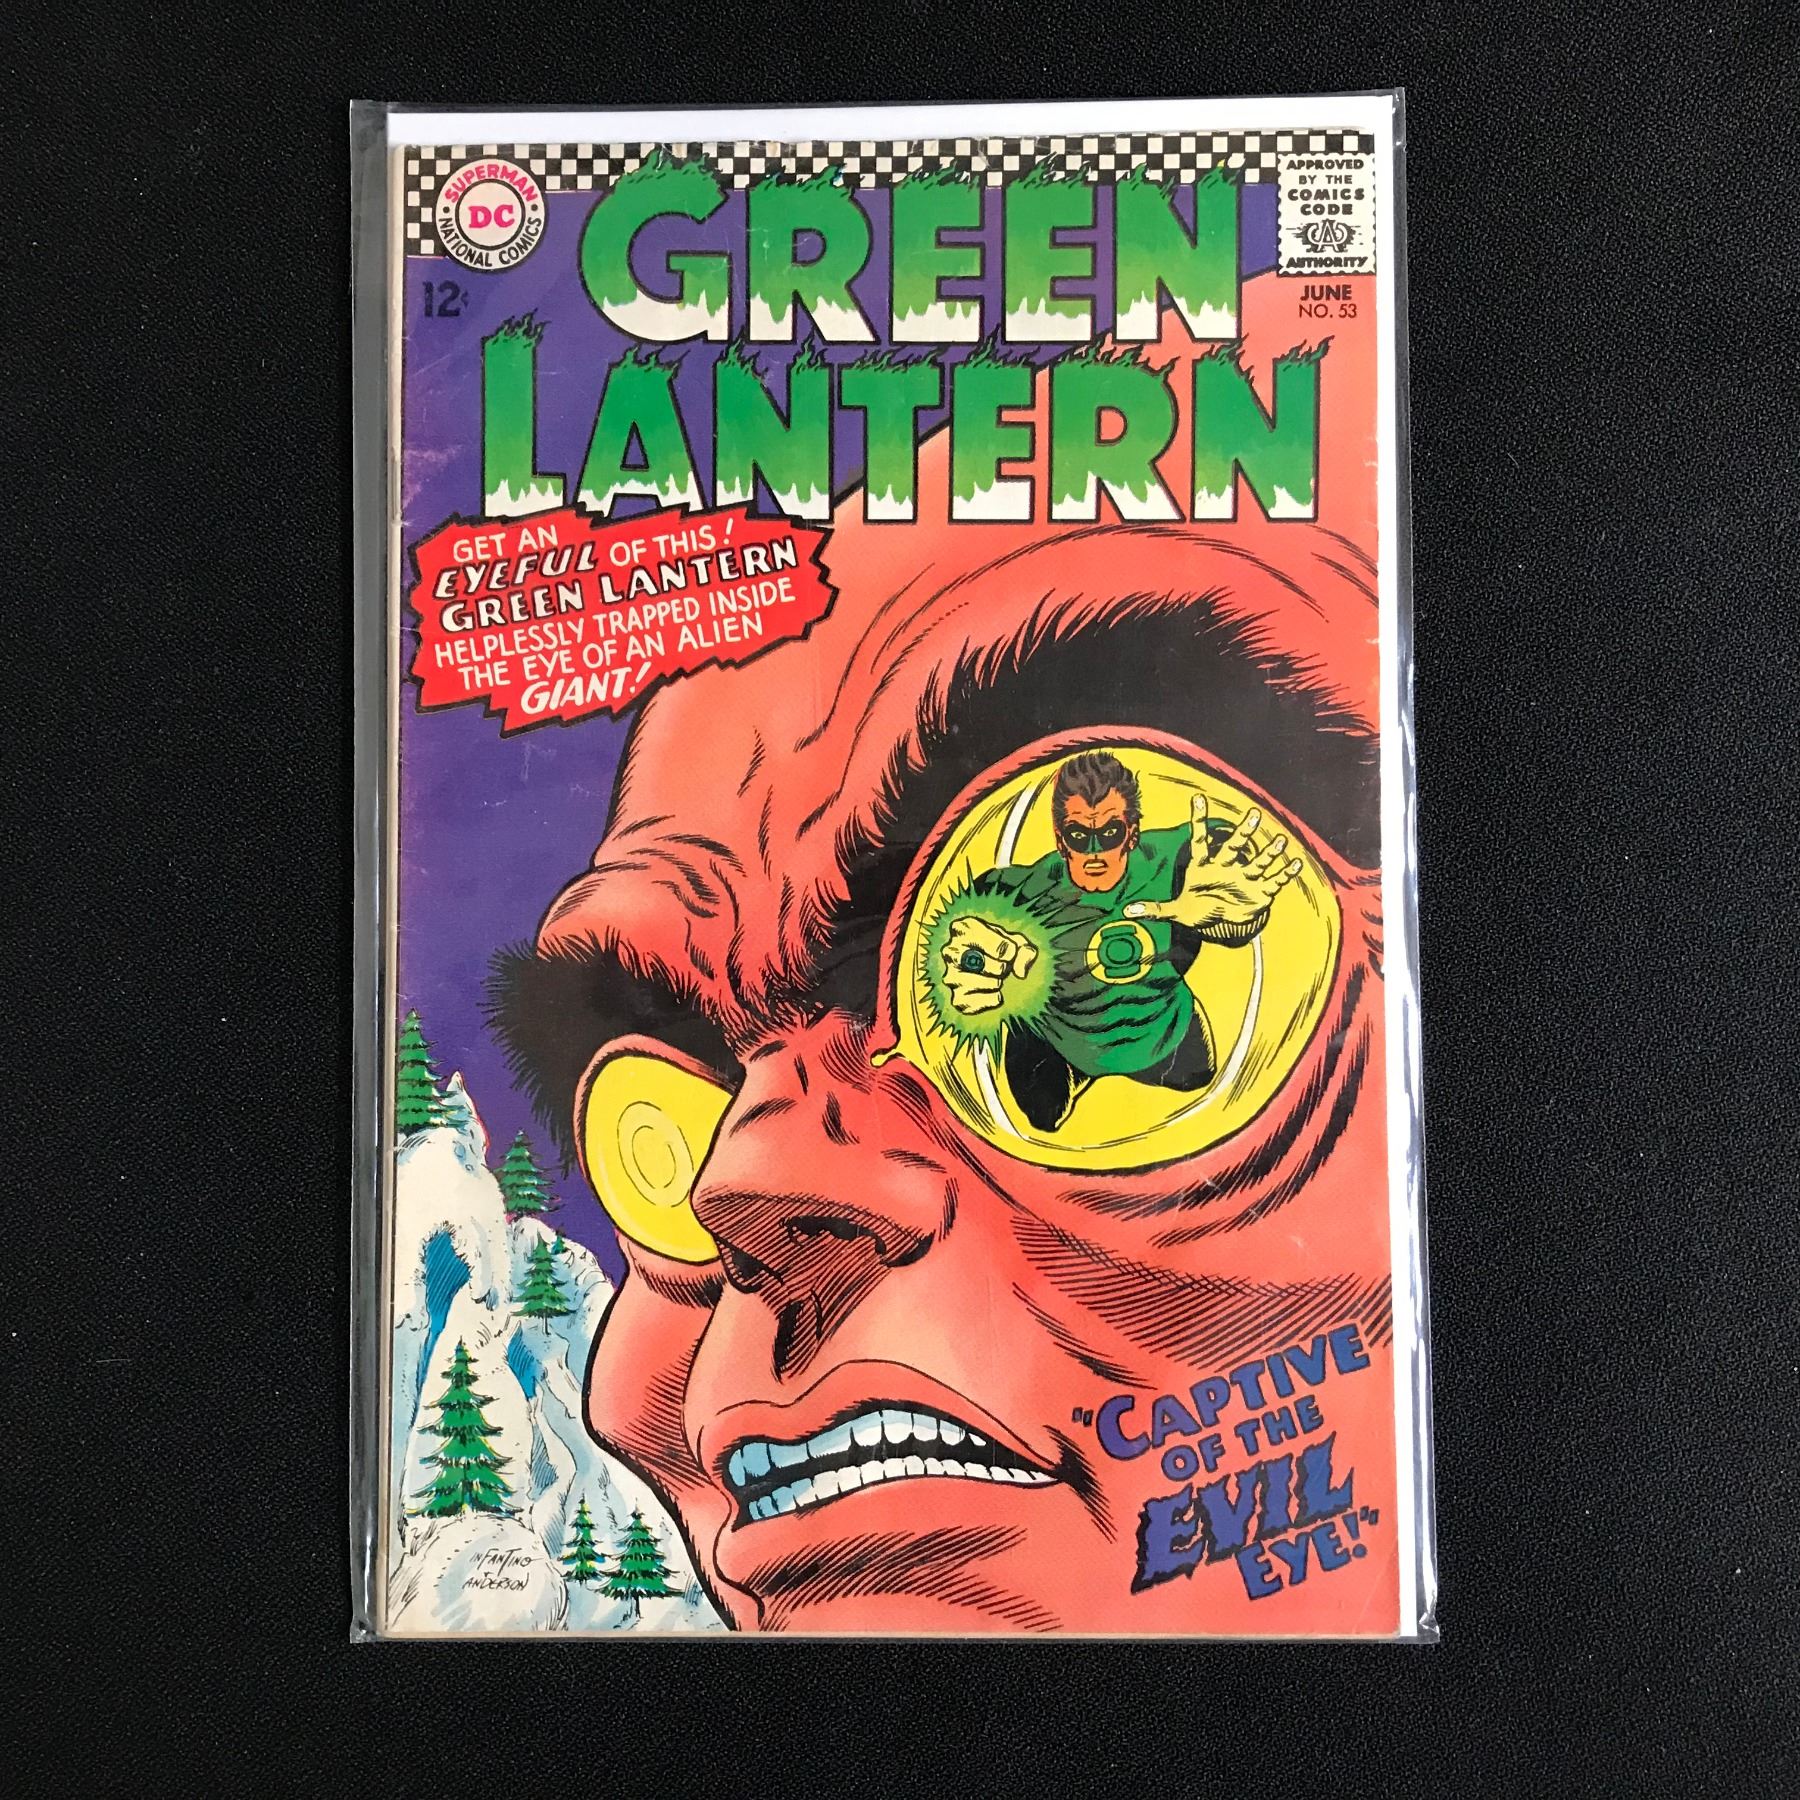 SUPERMAN
DC
NATIONAL COMICS
12¢
GREEN
LANTERN
APPROVED
BY THE
COMICS
CODE
AUTHORITY
JUNE
NO. 53
GET AN
EYEFUL OF THIS!
GREEN LANTERN
HELPLESSLY TRAPPED INSIDE
THE EYE OF AN ALIEN
GIANT!
"CAPTIVE
OF THE
EVIL
EYE!"
INFANTINO
+
ANDERSON